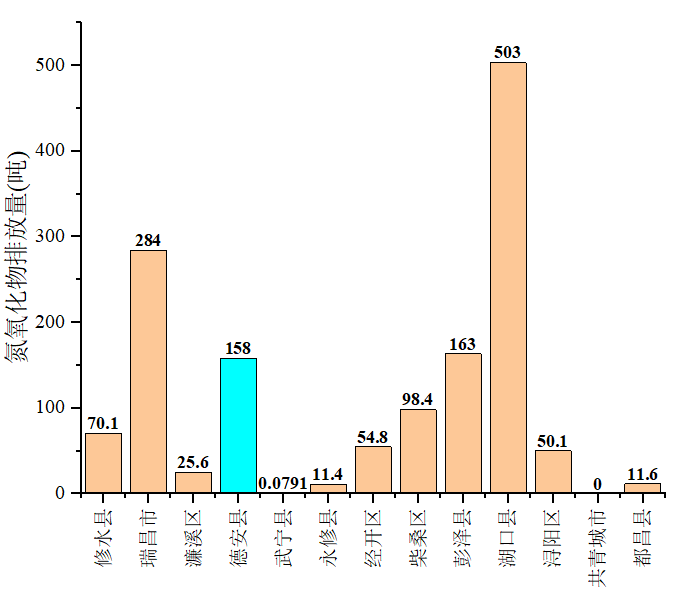 氮氧化物排放量(吨)
500
400
300
200
100
0
70.1
284
25.6
158
0.0791
11.4
54.8
98.4
163
503
50.1
0
11.6
修水县
瑞昌市
濂溪区
德安县
武宁县
永修县
经开区
柴桑区
彭泽县
湖口县
浔阳区
共青城市
都昌县